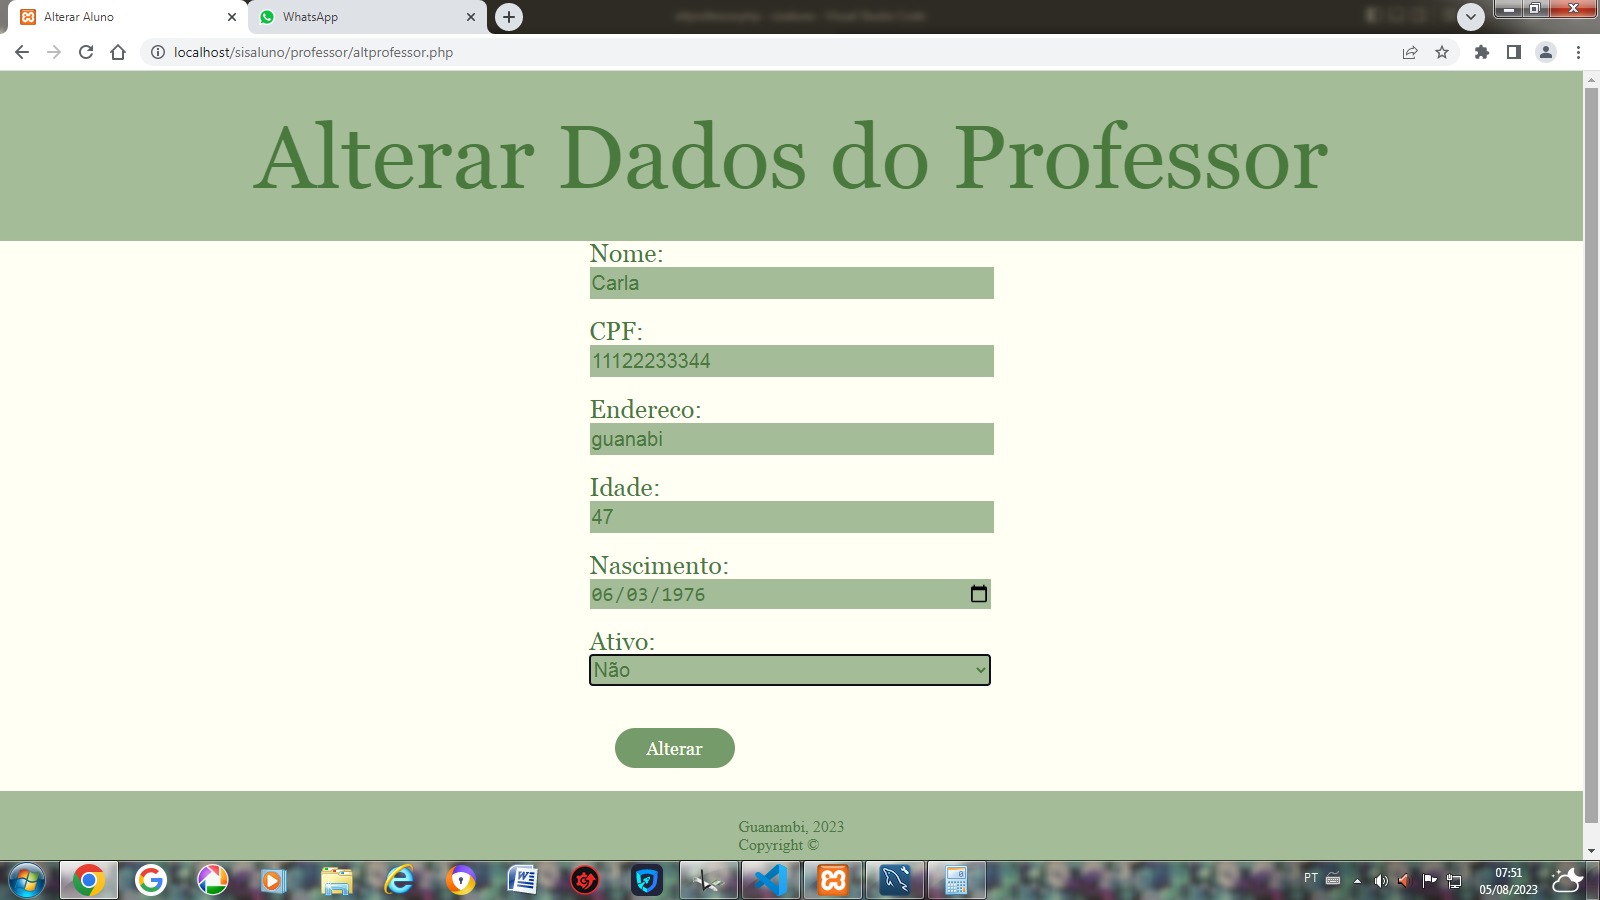 Alterar Aluno
WhatsApp
localhost/sisaluno/professor/altprofessor.php
Alterar Dados do Professor
Nome:
Carla
CPF:
11122233344
Endereco:
guanabi
Idade:
47
Nascimento:
06/03/1976
Ativo:
Não
Alterar
Guanambi, 2023
Copyright ©
PT
07:51
05/08/2023